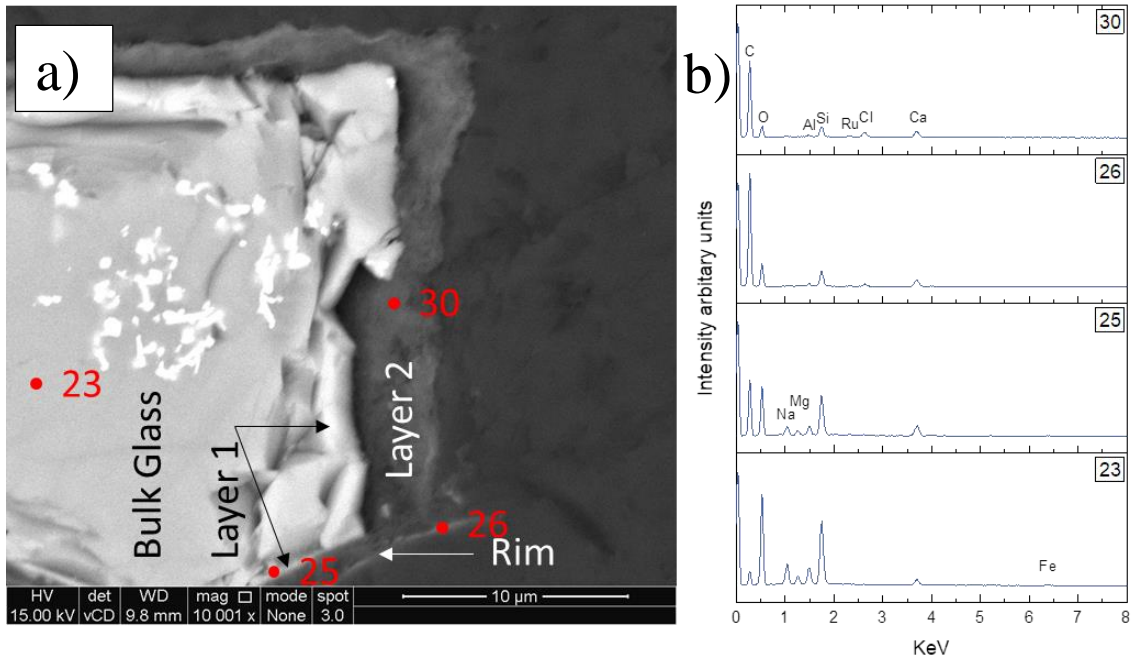 a)
23
30
Bulk Glass
Layer 1
Layer 2
26
Rim
25
HV det WD mag □ mode spot
15.00 kV vCD 9.8 mm 10 001 x None 3.0
10 µm
b)
Intensity arbitary units
30
C
O
Al Si Ru Cl Ca
26
25
Na Mg
23
Fe
0 1 2 3 4 5 6 7 8
KeV